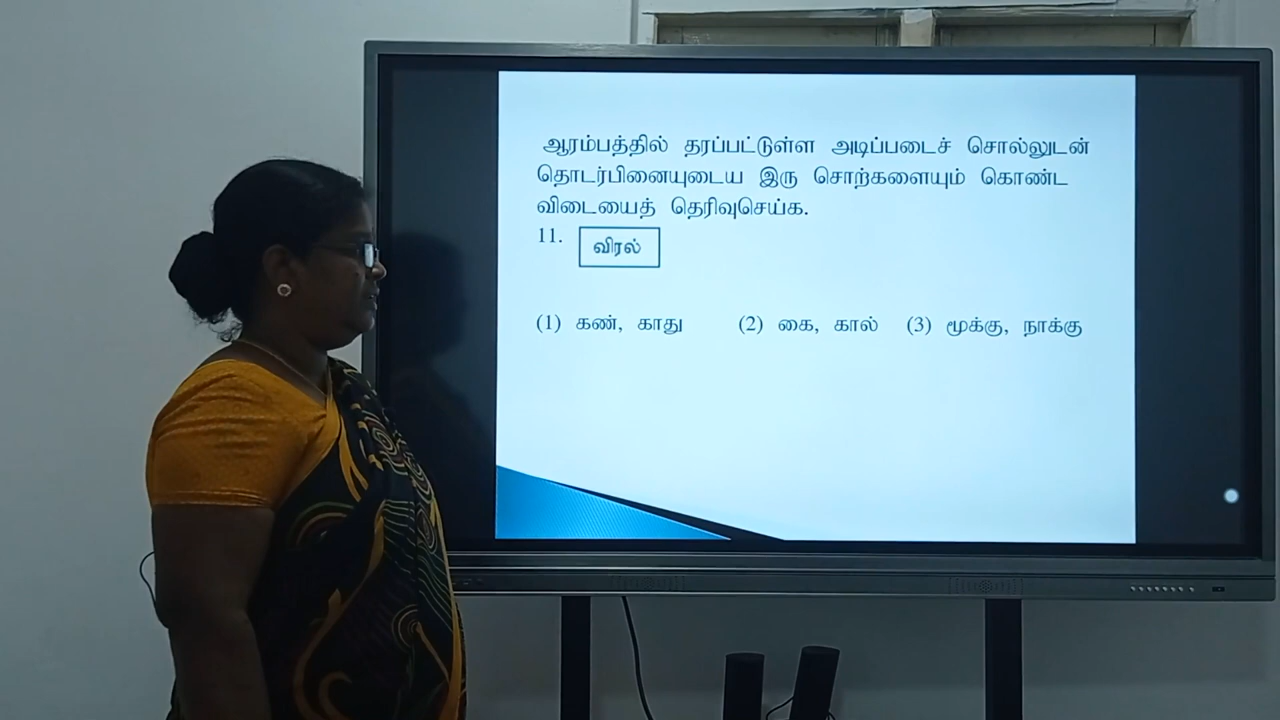 ஆரம்பத்தில் தரப்பட்டுள்ள அடிப்படைச் சொல்லுடன்
தொடர்பினையுடைய இரு சொற்களையும் கொண்ட
விடையைத் தெரிவுசெய்க.
11. விரல்
(1) கண், காது (2) கை, கால் (3) மூக்கு, நாக்கு